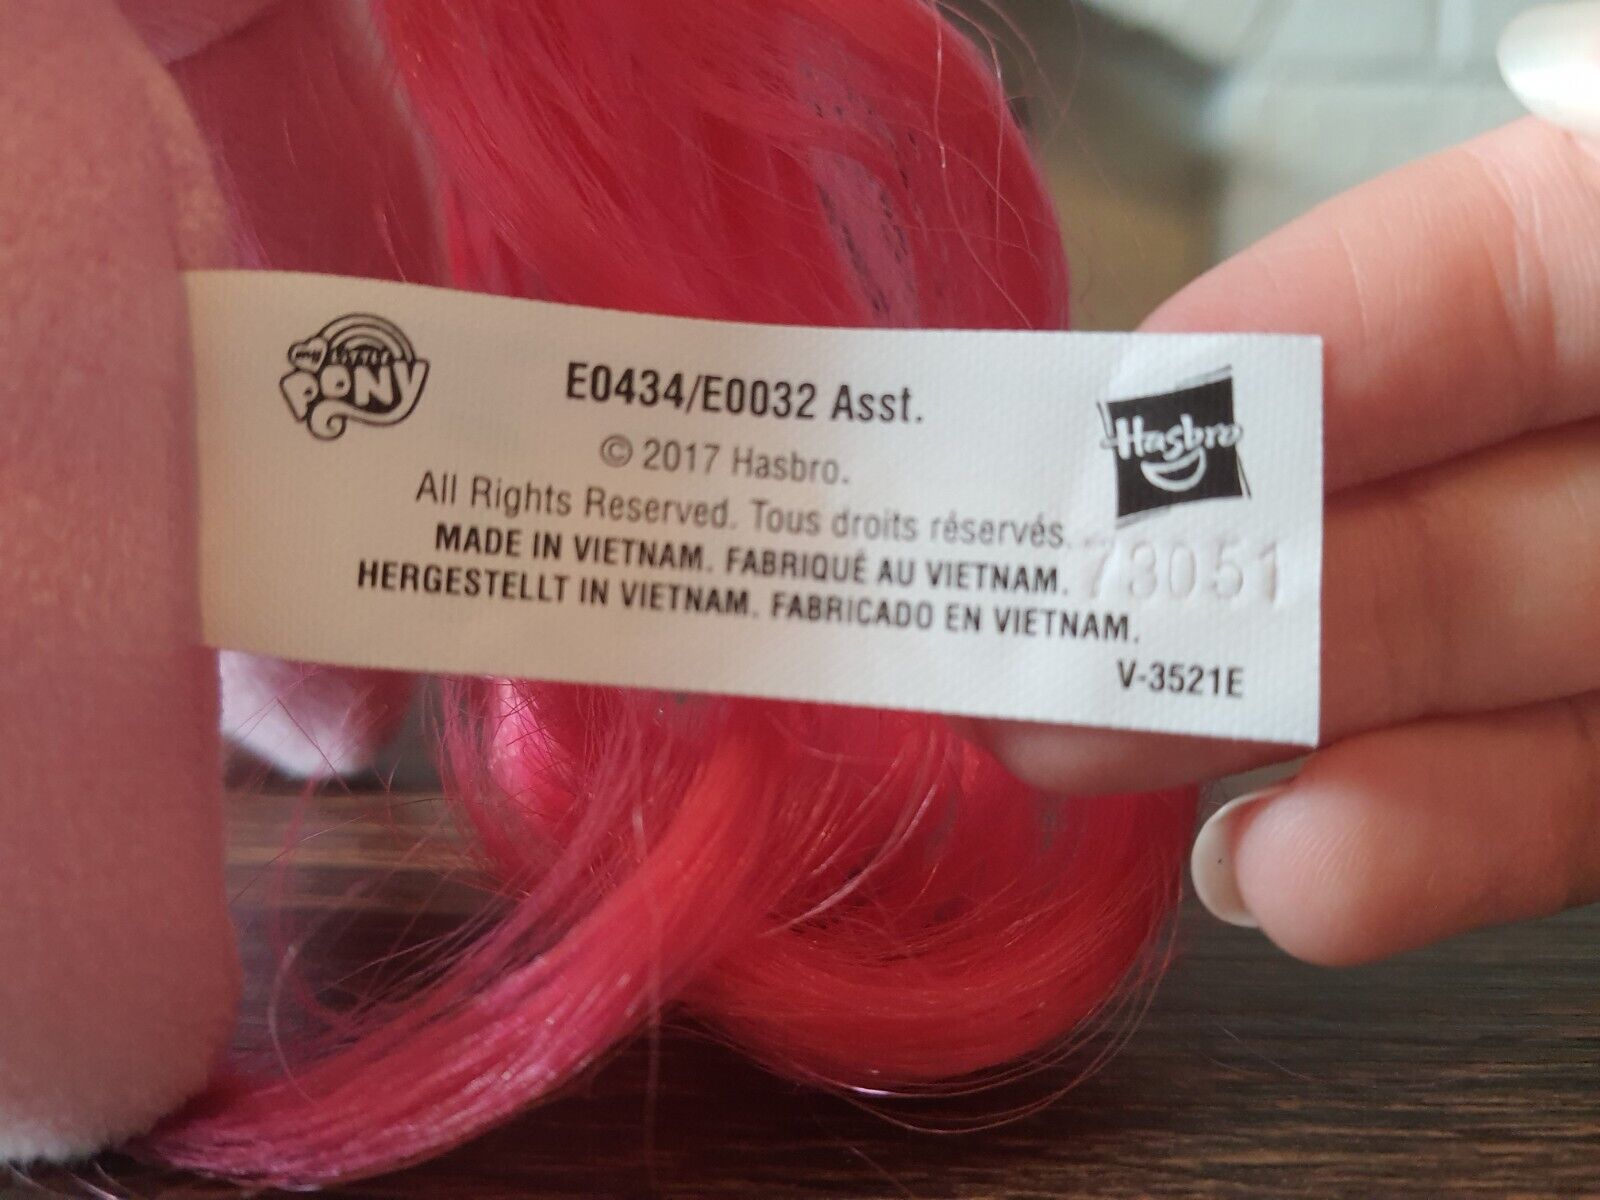 my LITTLE PONY
E0434/E0032 Asst.
Hasbro
© 2017 Hasbro.
All Rights Reserved. Tous droits réservés.
MADE IN VIETNAM. FABRIQUÉ AU VIETNAM.
73051
HERGESTELLT IN VIETNAM. FABRICADO EN VIETNAM.
V-3521E